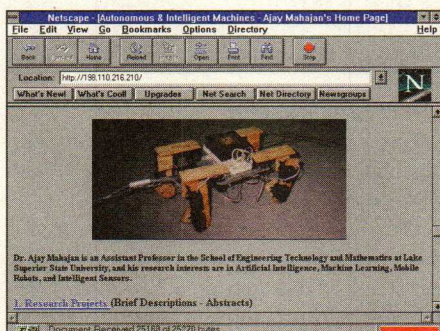 Netscape - [Autonomous & Intelligent Machines - Ajay Mahajan's Home Page]
File Edit View Go Bookmarks Options Directory Help
Back Home Reload Open Print Find Stop
Location: http://198.110.216.210/
What's New! What's Cool! Upgrades Net Search Net Directory Newsgroups
N
Dr. Ajay Mahajan is an Assistant Professor in the School of Engineering Technology and Mathematics at Lake
Superior State University, and his research interests are in Artificial Intelligence, Machine Learning, Mobile
Robots, and Intelligent Sensors.
1. Research Projects (Brief Descriptions - Abstracts)
Document: Received 25169 of 25270 bytes